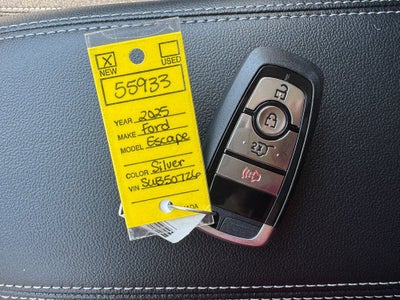 X
NEW USED
55933
YEAR 2025
MAKE Ford
MODEL Escape
COLOR Silver
VIN SUB50726